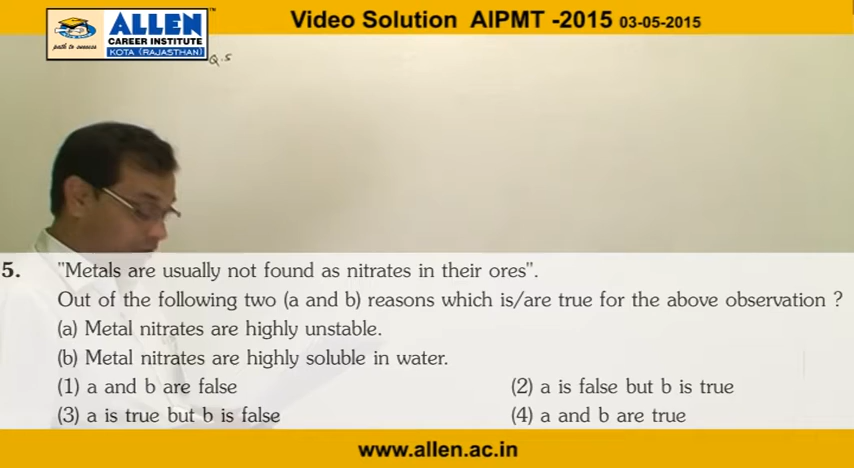 ALLEN™
CAREER INSTITUTE
path to success
KOTA (RAJASTHAN)
Video Solution AIPMT -2015 03-05-2015
Q.5
5. "Metals are usually not found as nitrates in their ores".
Out of the following two (a and b) reasons which is/are true for the above observation ?
(a) Metal nitrates are highly unstable.
(b) Metal nitrates are highly soluble in water.
(1) a and b are false (2) a is false but b is true
(3) a is true but b is false (4) a and b are true
www.allen.ac.in